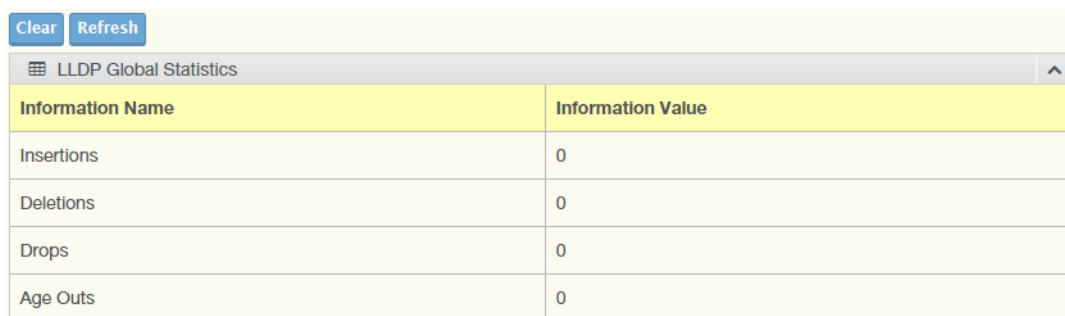 Clear Refresh
LLDP Global Statistics
Information Name Information Value
Insertions 0
Deletions 0
Drops 0
Age Outs 0